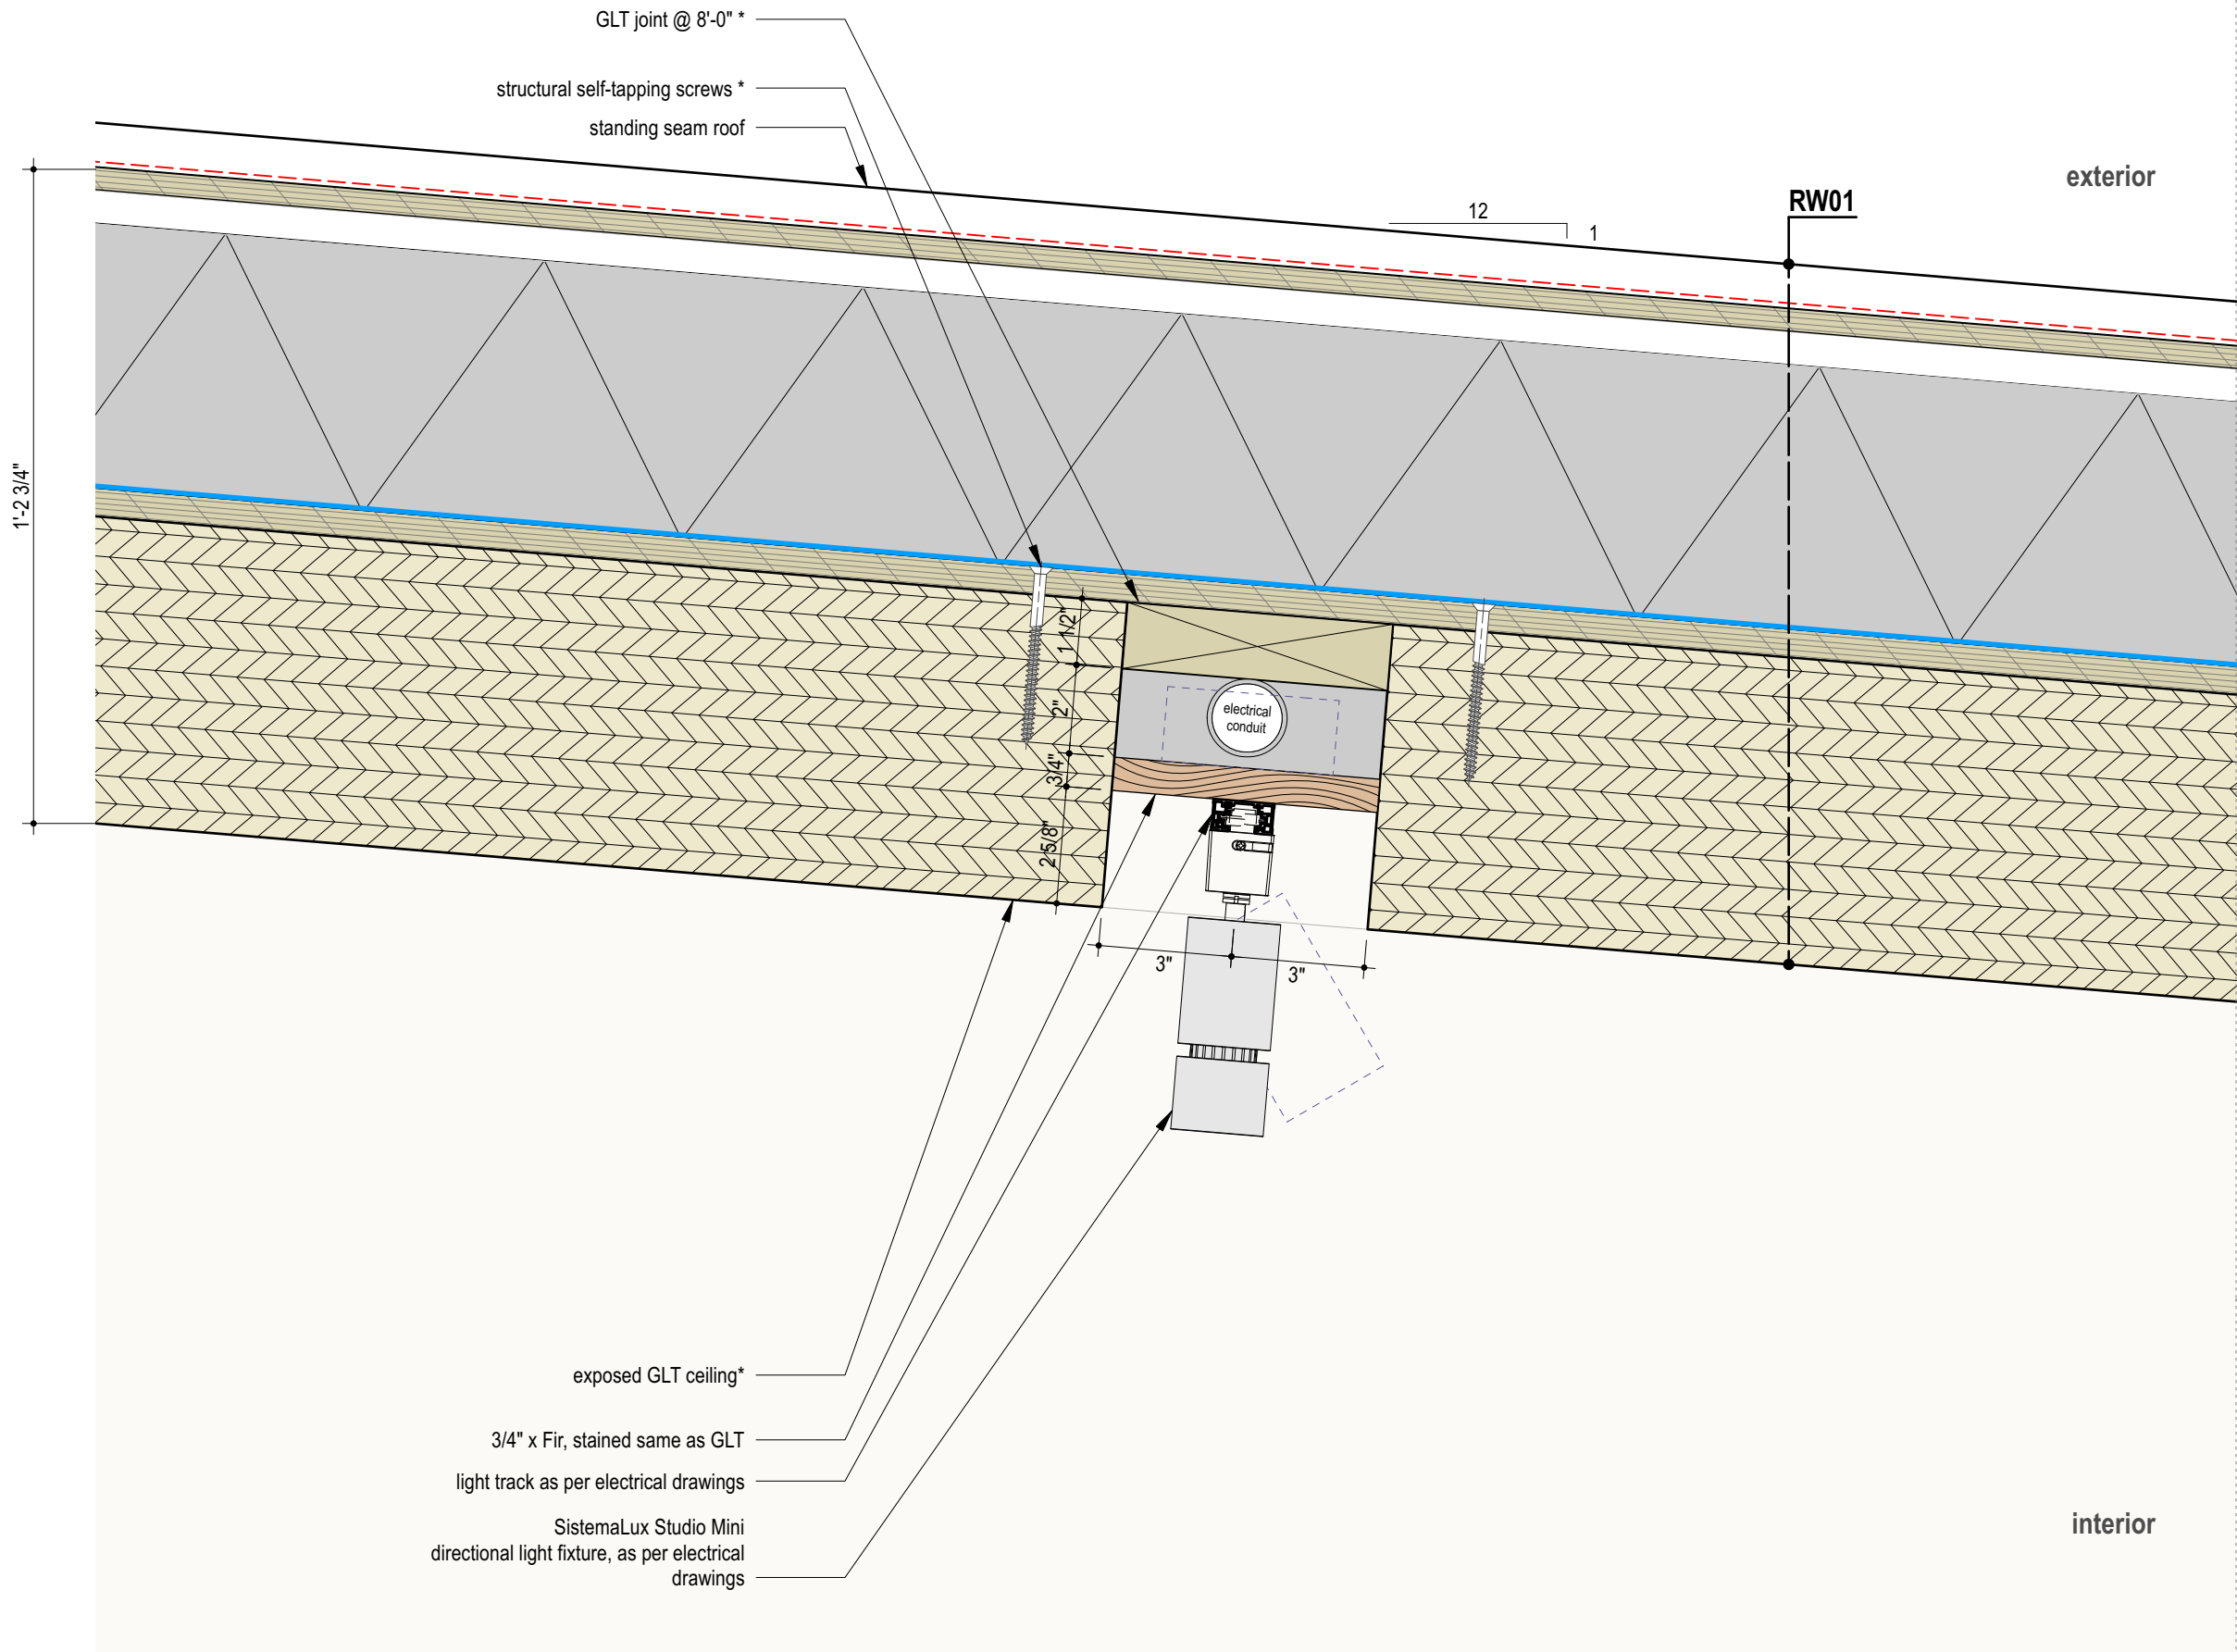 GLT joint @ 8'-0" *
structural self-tapping screws *
standing seam roof
exterior
RW01
12
1
1'-2 3/4"
1 1/2"
2"
3/4"
2 5/8"
electrical
conduit
3"
3"
exposed GLT ceiling*
3/4" x Fir, stained same as GLT
light track as per electrical drawings
SistemaLux Studio Mini
directional light fixture, as per electrical
drawings
interior